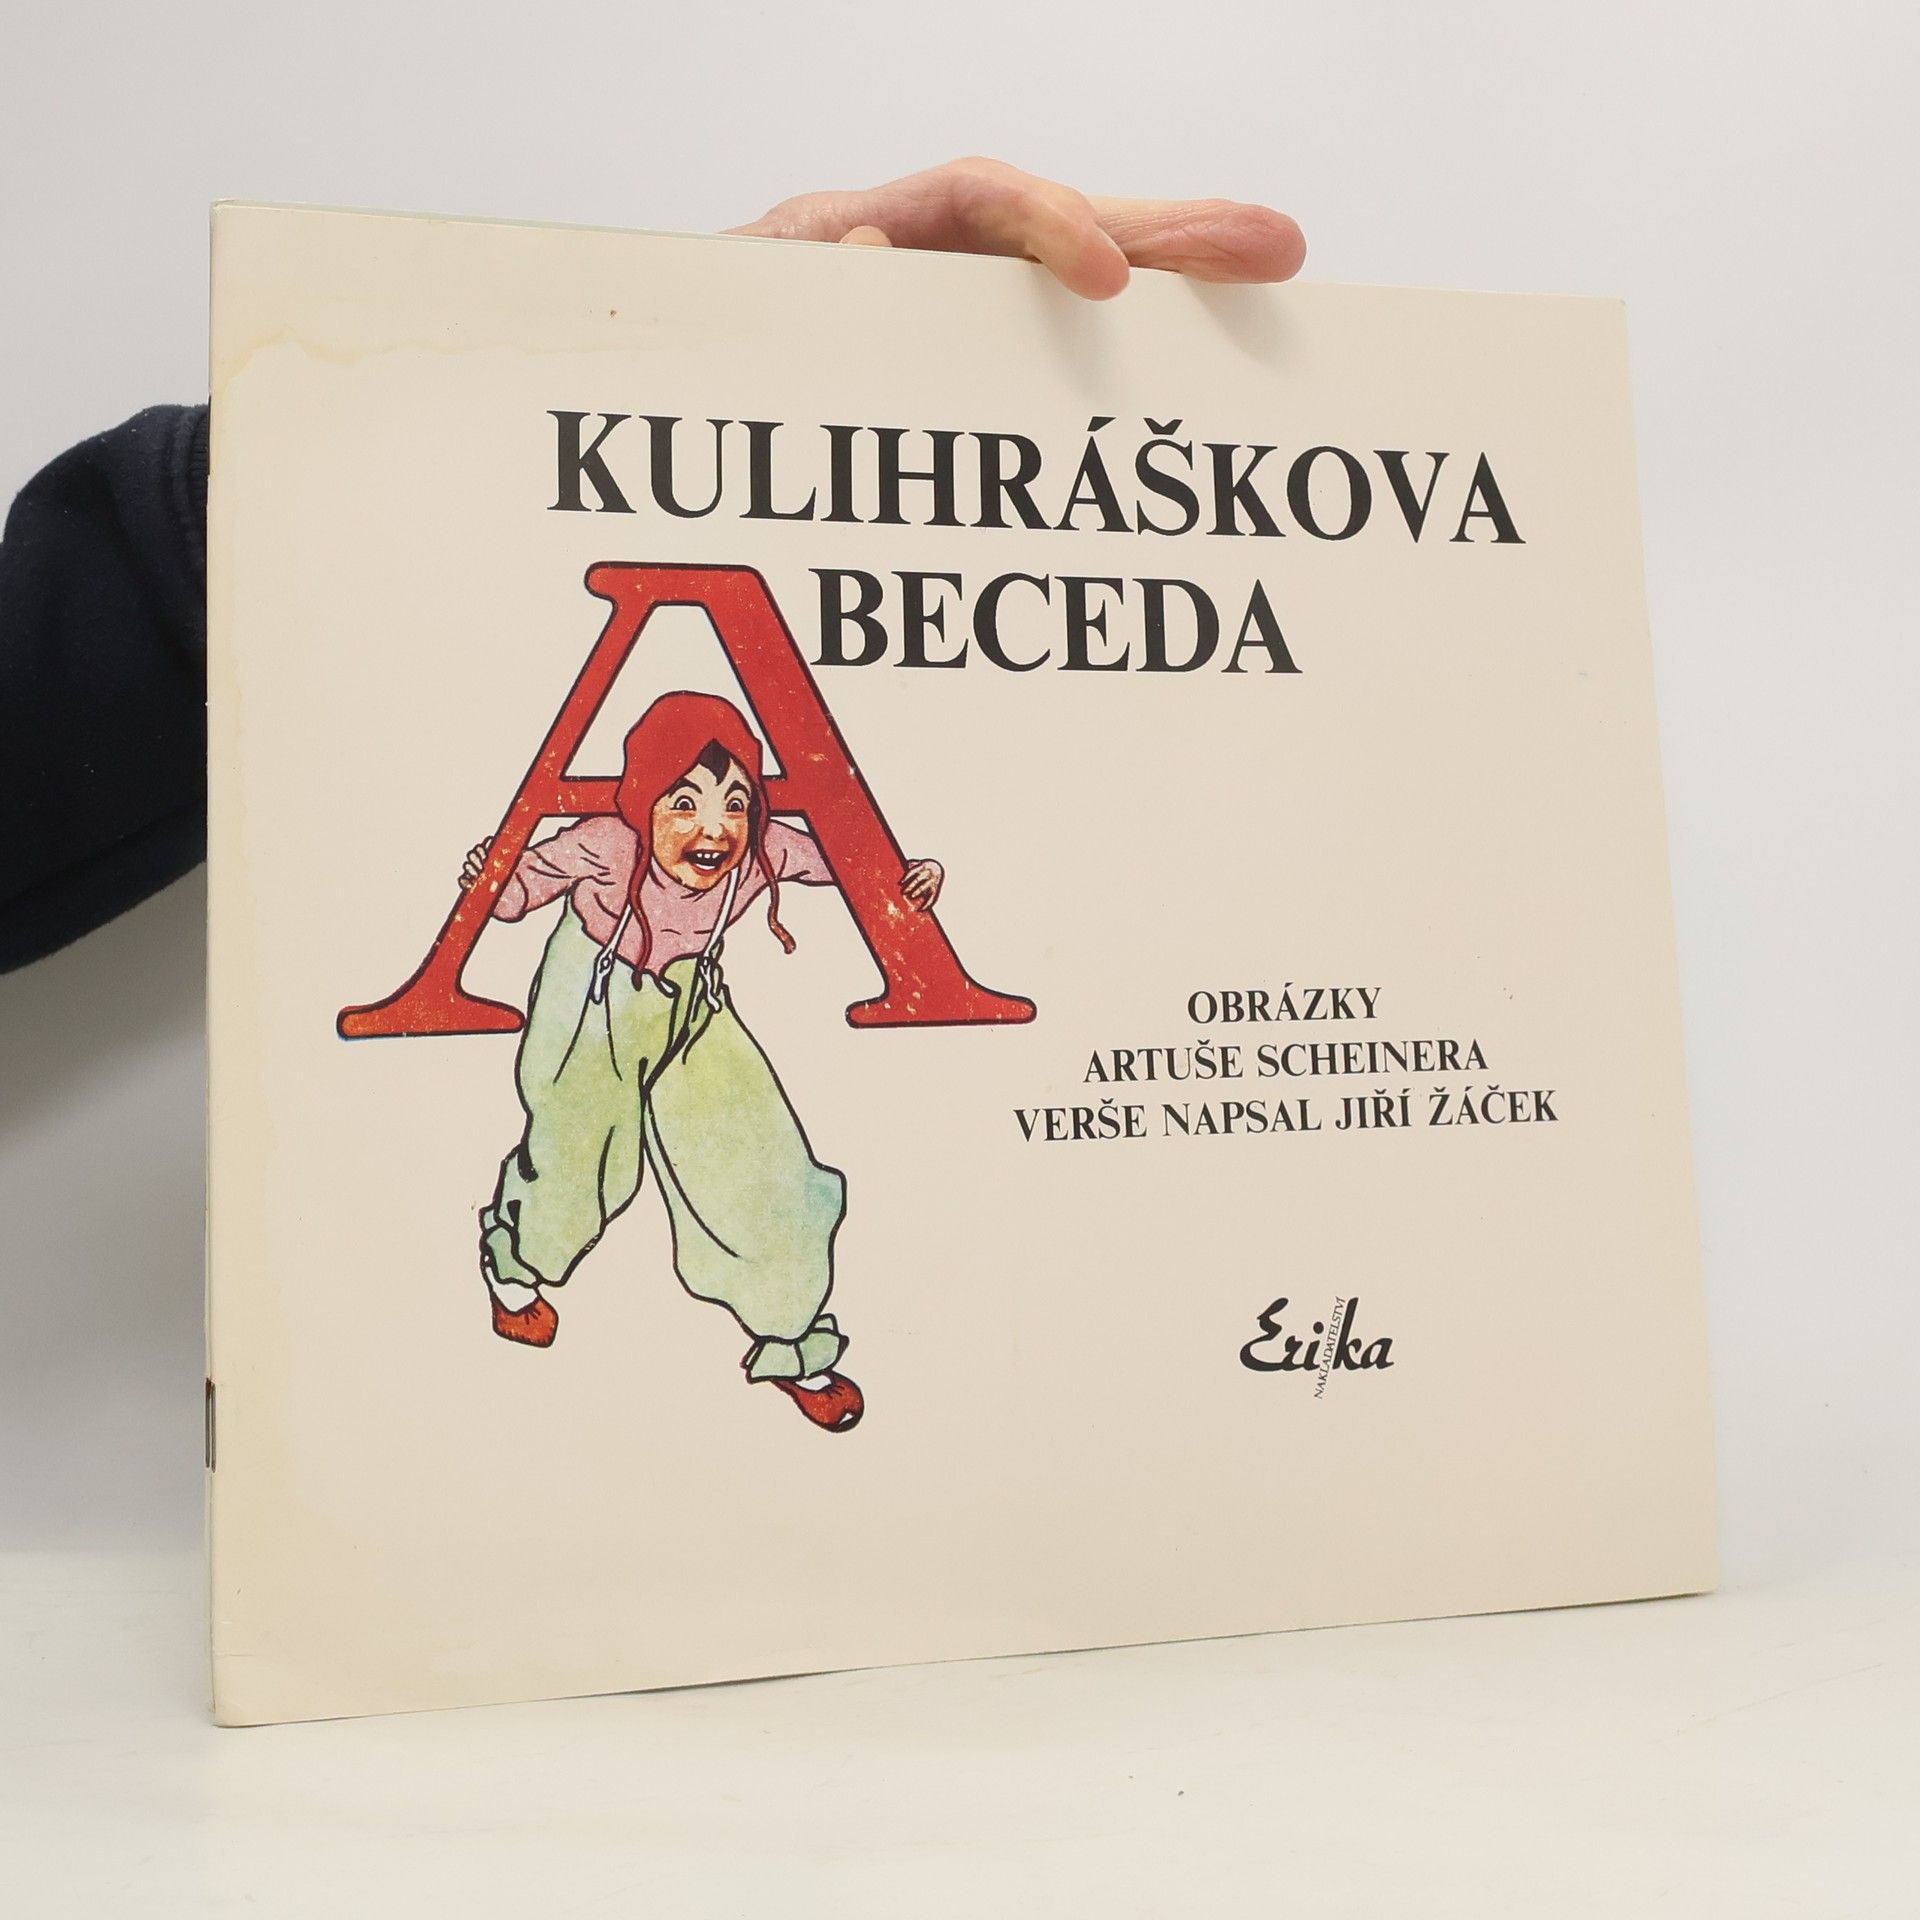 KULIHRÁŠKOVA
ABECEDA
OBRÁZKY
ARTUŠE SCHEINERA
VERŠE NAPSAL JIŘÍ ŽÁČEK
Erika
NAKLADATELSTVÍ